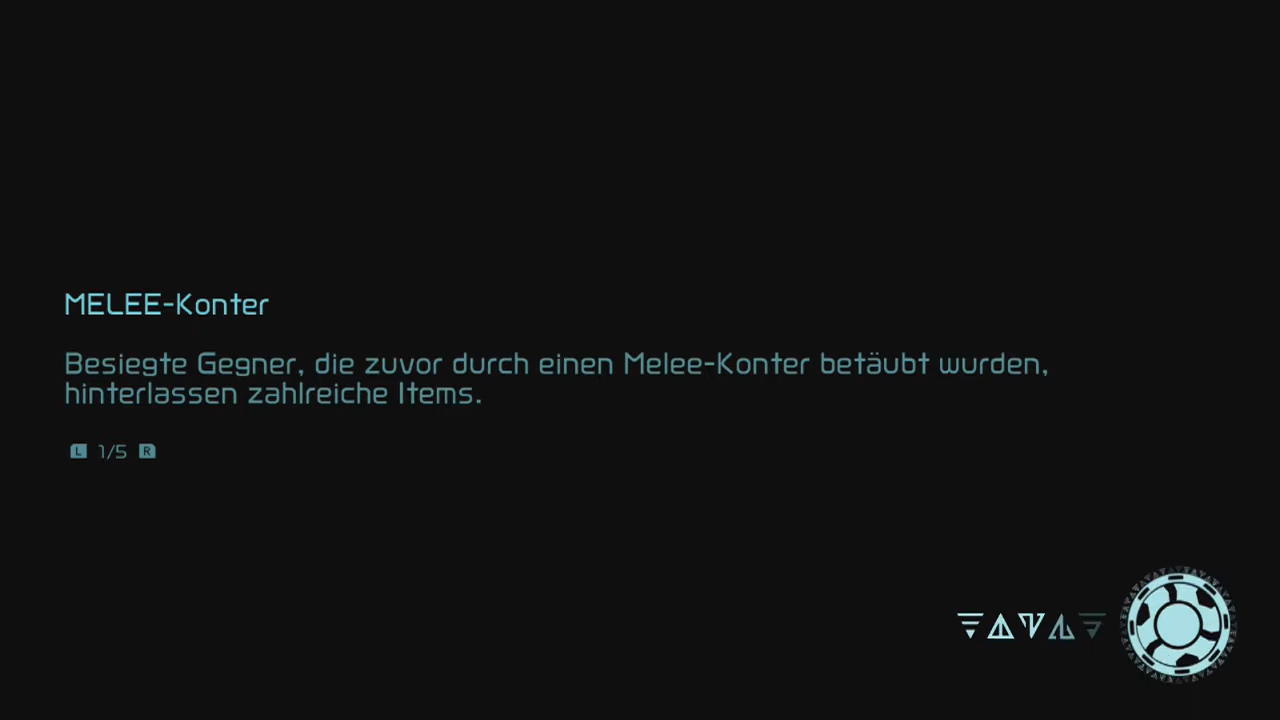 MELEE-Konter
Besiegte Gegner, die zuvor durch einen Melee-Konter betäubt wurden,
hinterlassen zahlreiche Items.
L 1/5 R